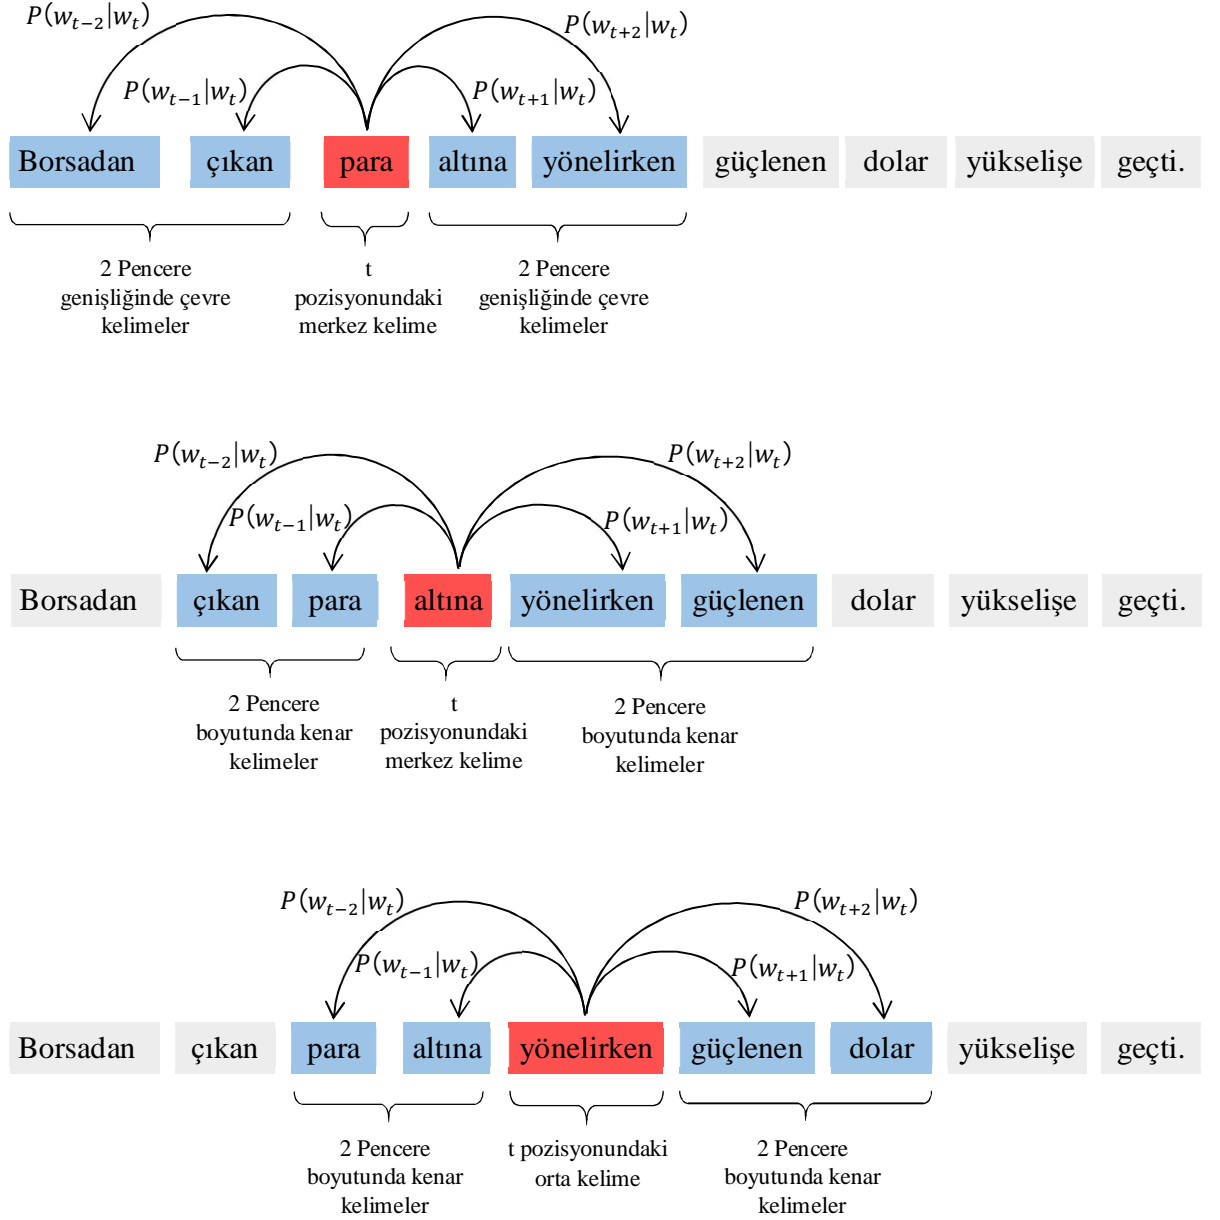 P(w_{t−2}|w_t) P(w_{t+2}|w_t)
P(w_{t−1}|w_t) P(w_{t+1}|w_t)
Borsadan çıkan para altına yönelirken güçlenen dolar yükselişe geçti.
2 Pencere
genişliğinde çevre
kelimeler
t
pozisyonundaki
merkez kelime
2 Pencere
genişliğinde çevre
kelimeler
P(w_{t−2}|w_t) P(w_{t+2}|w_t)
P(w_{t−1}|w_t) P(w_{t+1}|w_t)
Borsadan çıkan para altına yönelirken güçlenen dolar yükselişe geçti.
2 Pencere
boyutunda kenar
kelimeler
t
pozisyonundaki
merkez kelime
2 Pencere
boyutunda kenar
kelimeler
P(w_{t−2}|w_t) P(w_{t+2}|w_t)
P(w_{t−1}|w_t) P(w_{t+1}|w_t)
Borsadan çıkan para altına yönelirken güçlenen dolar yükselişe geçti.
2 Pencere
boyutunda kenar
kelimeler
t pozisyonundaki
orta kelime
2 Pencere
boyutunda kenar
kelimeler